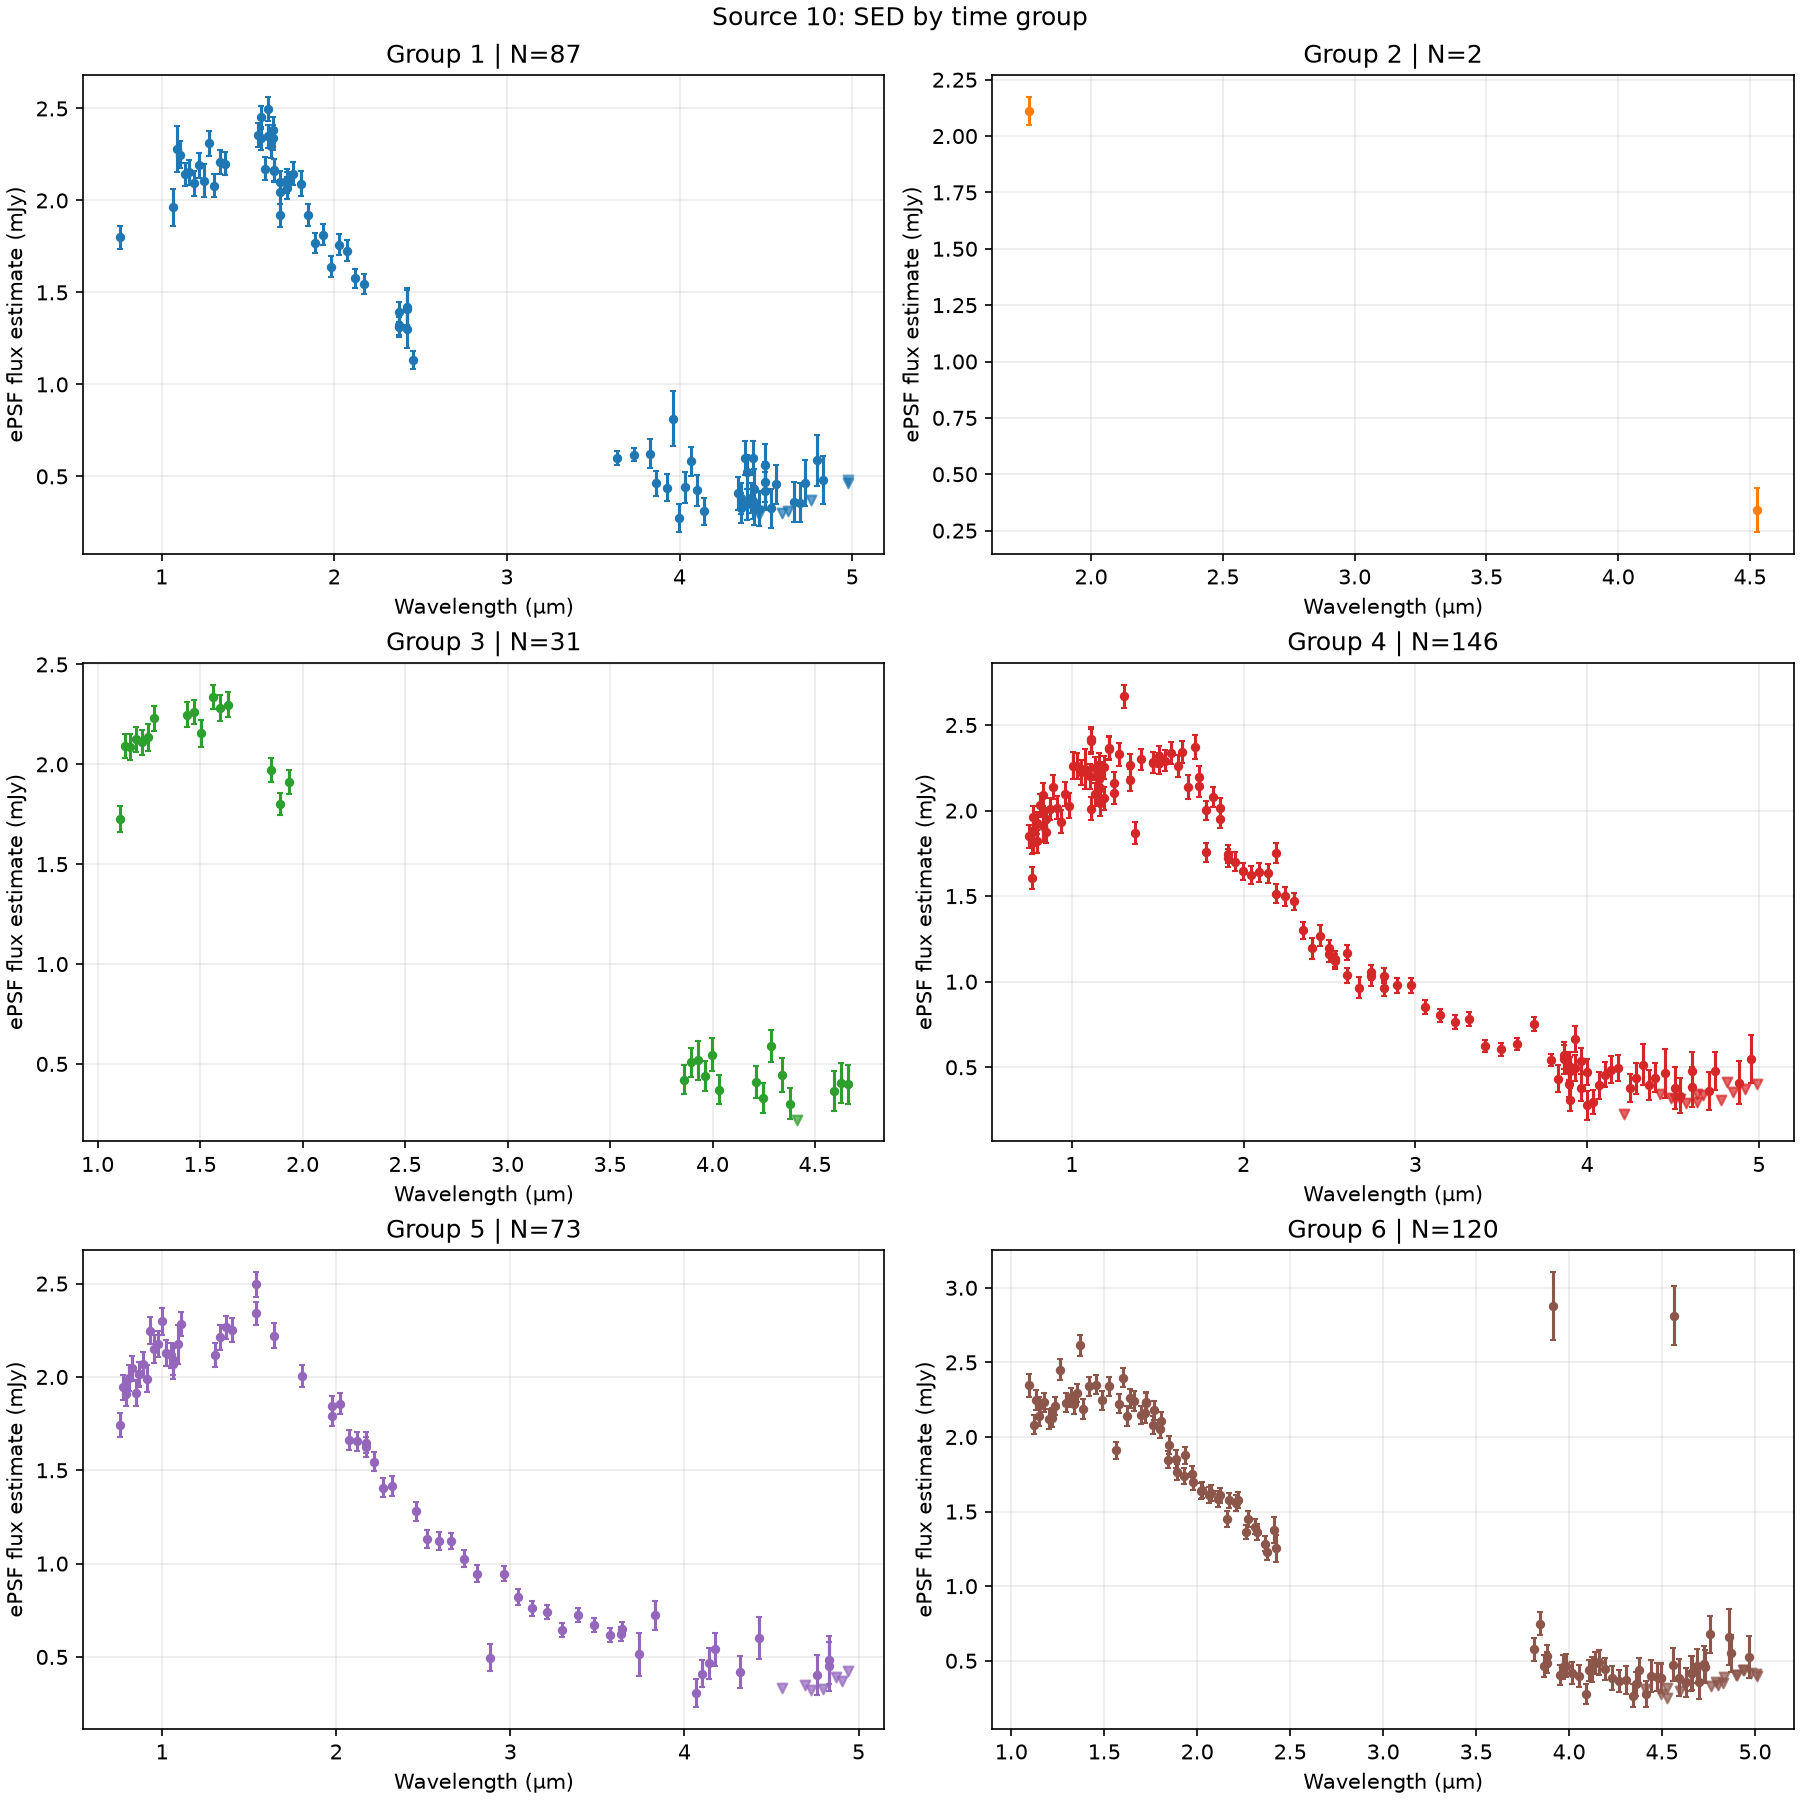 Source 10: SED by time group
Group 1 | N=87
ePSF flux estimate (mJy)
2.5
2.0
1.5
1.0
0.5
1 2 3 4 5
Wavelength (µm)
Group 2 | N=2
ePSF flux estimate (mJy)
2.25
2.00
1.75
1.50
1.25
1.00
0.75
0.50
0.25
2.0 2.5 3.0 3.5 4.0 4.5
Wavelength (µm)
Group 3 | N=31
ePSF flux estimate (mJy)
2.5
2.0
1.5
1.0
0.5
1.0 1.5 2.0 2.5 3.0 3.5 4.0 4.5
Wavelength (µm)
Group 4 | N=146
ePSF flux estimate (mJy)
2.5
2.0
1.5
1.0
0.5
1 2 3 4 5
Wavelength (µm)
Group 5 | N=73
ePSF flux estimate (mJy)
2.5
2.0
1.5
1.0
0.5
1 2 3 4 5
Wavelength (µm)
Group 6 | N=120
ePSF flux estimate (mJy)
3.0
2.5
2.0
1.5
1.0
0.5
1.0 1.5 2.0 2.5 3.0 3.5 4.0 4.5 5.0
Wavelength (µm)